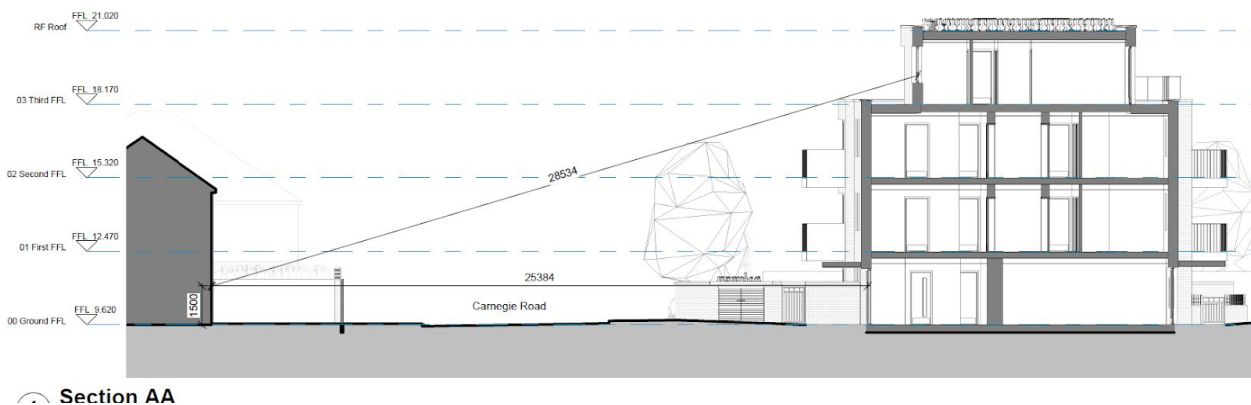 FFL 21.020
RF Roof
FFL 18.170
03 Third FFL
FFL 15.320
02 Second FFL
28534
FFL 12.470
01 First FFL
25384
1500
Carnegie Road
FFL 9.620
00 Ground FFL
Section AA